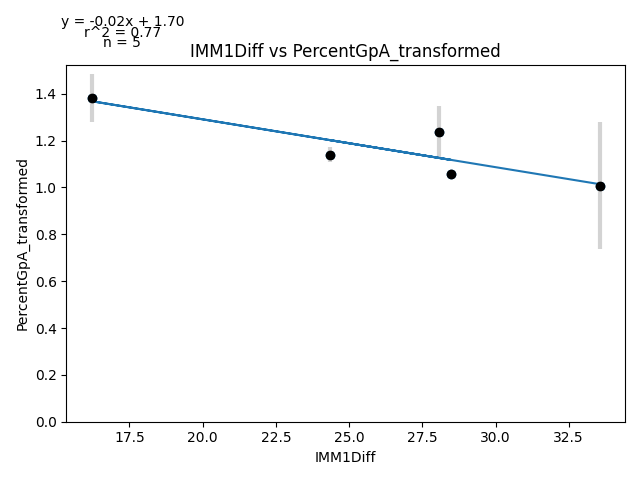 y = -0.02x + 1.70
r^2 = 0.77
n = 5
IMM1Diff vs PercentGpA_transformed
PercentGpA_transformed
1.4
1.2
1.0
0.8
0.6
0.4
0.2
0.0
17.5 20.0 22.5 25.0 27.5 30.0 32.5
IMM1Diff